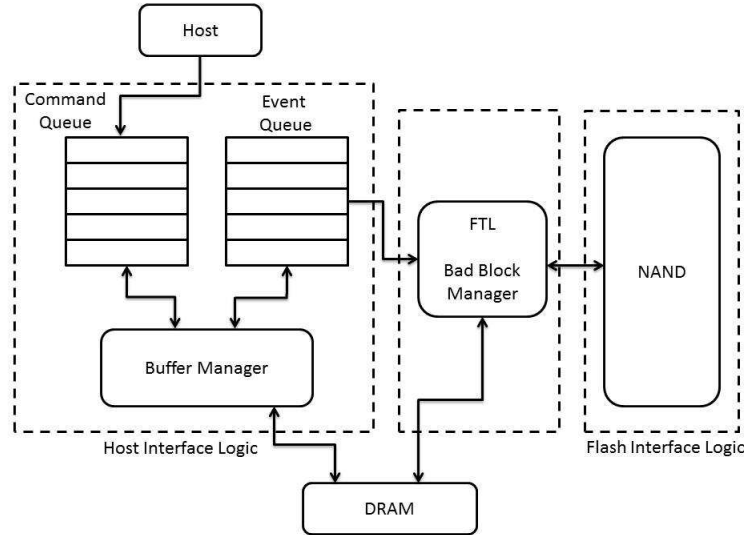 Host
Command
Queue
Event
Queue
FTL
Bad Block
Manager
NAND
Buffer Manager
Host Interface Logic
Flash Interface Logic
DRAM